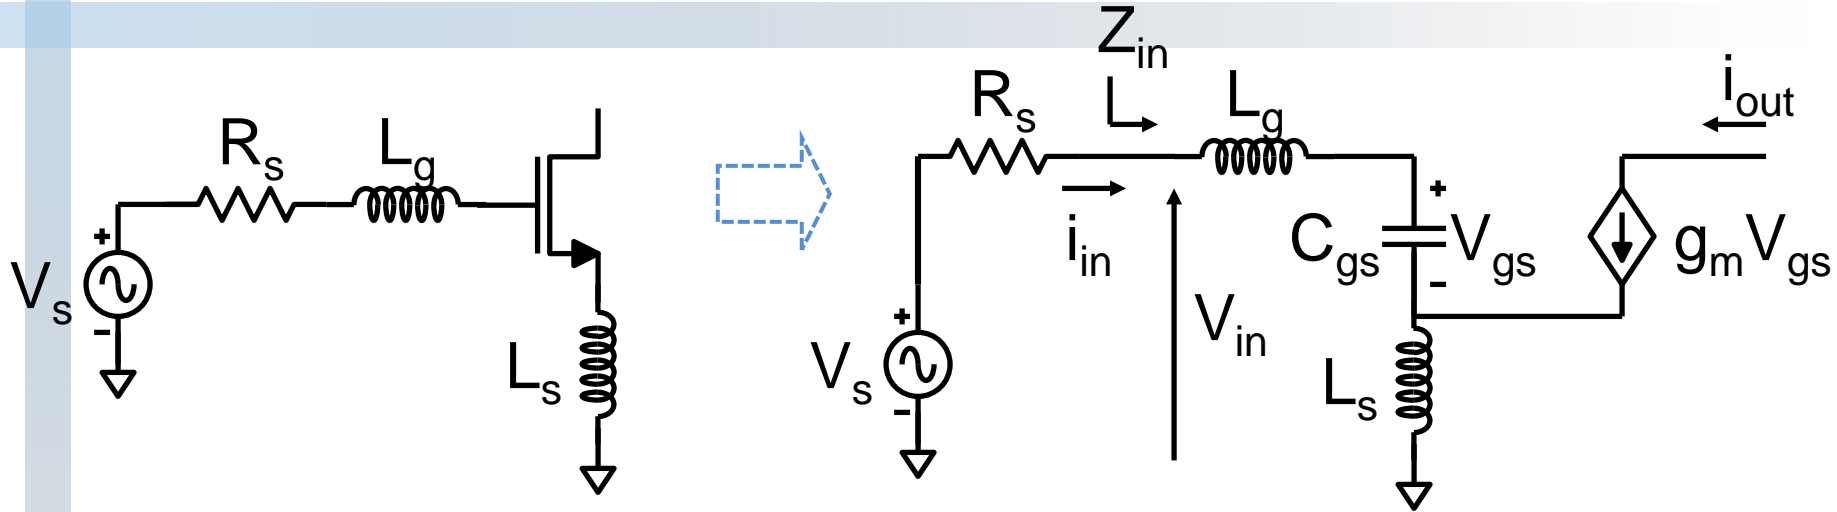 Rs
Lg
+
Vs
-
Ls
Zin
Rs
Lg
iout
iin
+
Cgs
Vgs
-
gmVgs
Vin
+
Vs
-
Ls